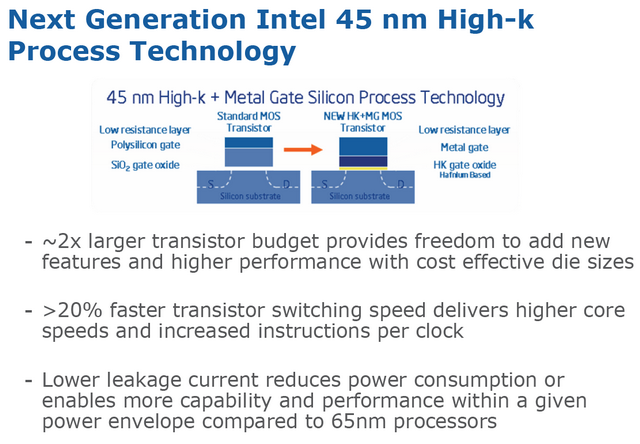 Next Generation Intel 45 nm High-k
Process Technology
45 nm High-k + Metal Gate Silicon Process Technology
Standard MOS
Transistor
NEW HK+MG MOS
Transistor
Low resistance layer
Polysilicon gate
SiO₂ gate oxide
Low resistance layer
Metal gate
HK gate oxide
Hafnium Based
S
D
Silicon substrate
S
D
Silicon substrate
- ~2x larger transistor budget provides freedom to add new
features and higher performance with cost effective die sizes
- >20% faster transistor switching speed delivers higher core
speeds and increased instructions per clock
- Lower leakage current reduces power consumption or
enables more capability and performance within a given
power envelope compared to 65nm processors